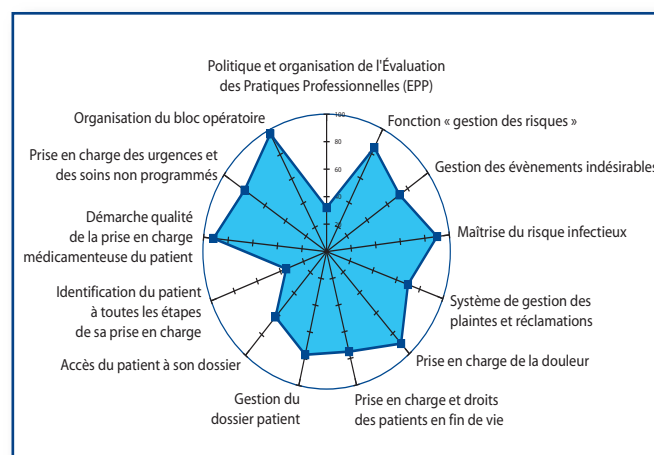 Politique et organisation de l'Évaluation
des Pratiques Professionnelles (EPP)
Organisation du bloc opératoire
Fonction « gestion des risques »
Prise en charge des urgences et
des soins non programmés
Gestion des évènements indésirables
Démarche qualité
de la prise en charge
médicamenteuse du patient
Maîtrise du risque infectieux
Identification du patient
à toutes les étapes
de sa prise en charge
Système de gestion des
plaintes et réclamations
Accès du patient à son dossier
Prise en charge de la douleur
Gestion du
dossier patient
Prise en charge et droits
des patients en fin de vie
100
80
60
40
20